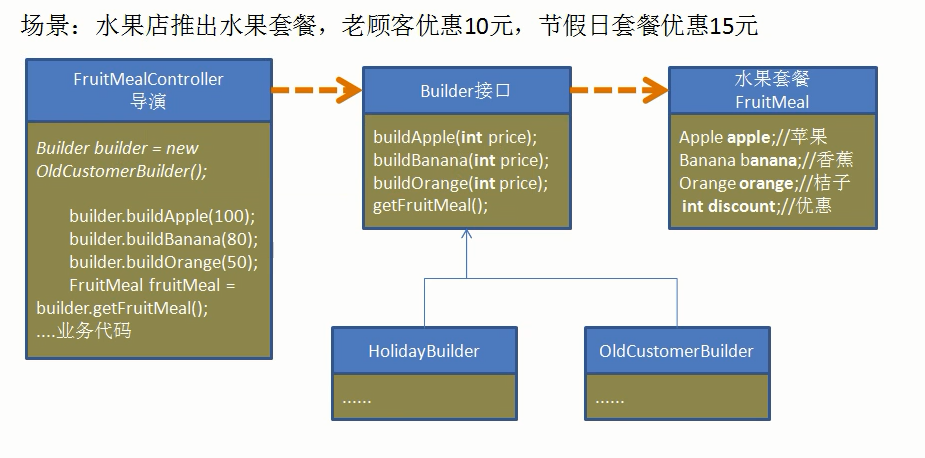 场景：水果店推出水果套餐，老顾客优惠10元，节假日套餐优惠15元
FruitMealController
导演
Builder builder = new
OldCustomerBuilder();
builder.buildApple(100);
builder.buildBanana(80);
builder.buildOrange(50);
FruitMeal fruitMeal =
builder.getFruitMeal();
....业务代码
Builder接口
buildApple(int price);
buildBanana(int price);
buildOrange(int price);
getFruitMeal();
水果套餐
FruitMeal
Apple apple;//苹果
Banana banana;//香蕉
Orange orange;//桔子
int discount;//优惠
HolidayBuilder
......
OldCustomerBuilder
......